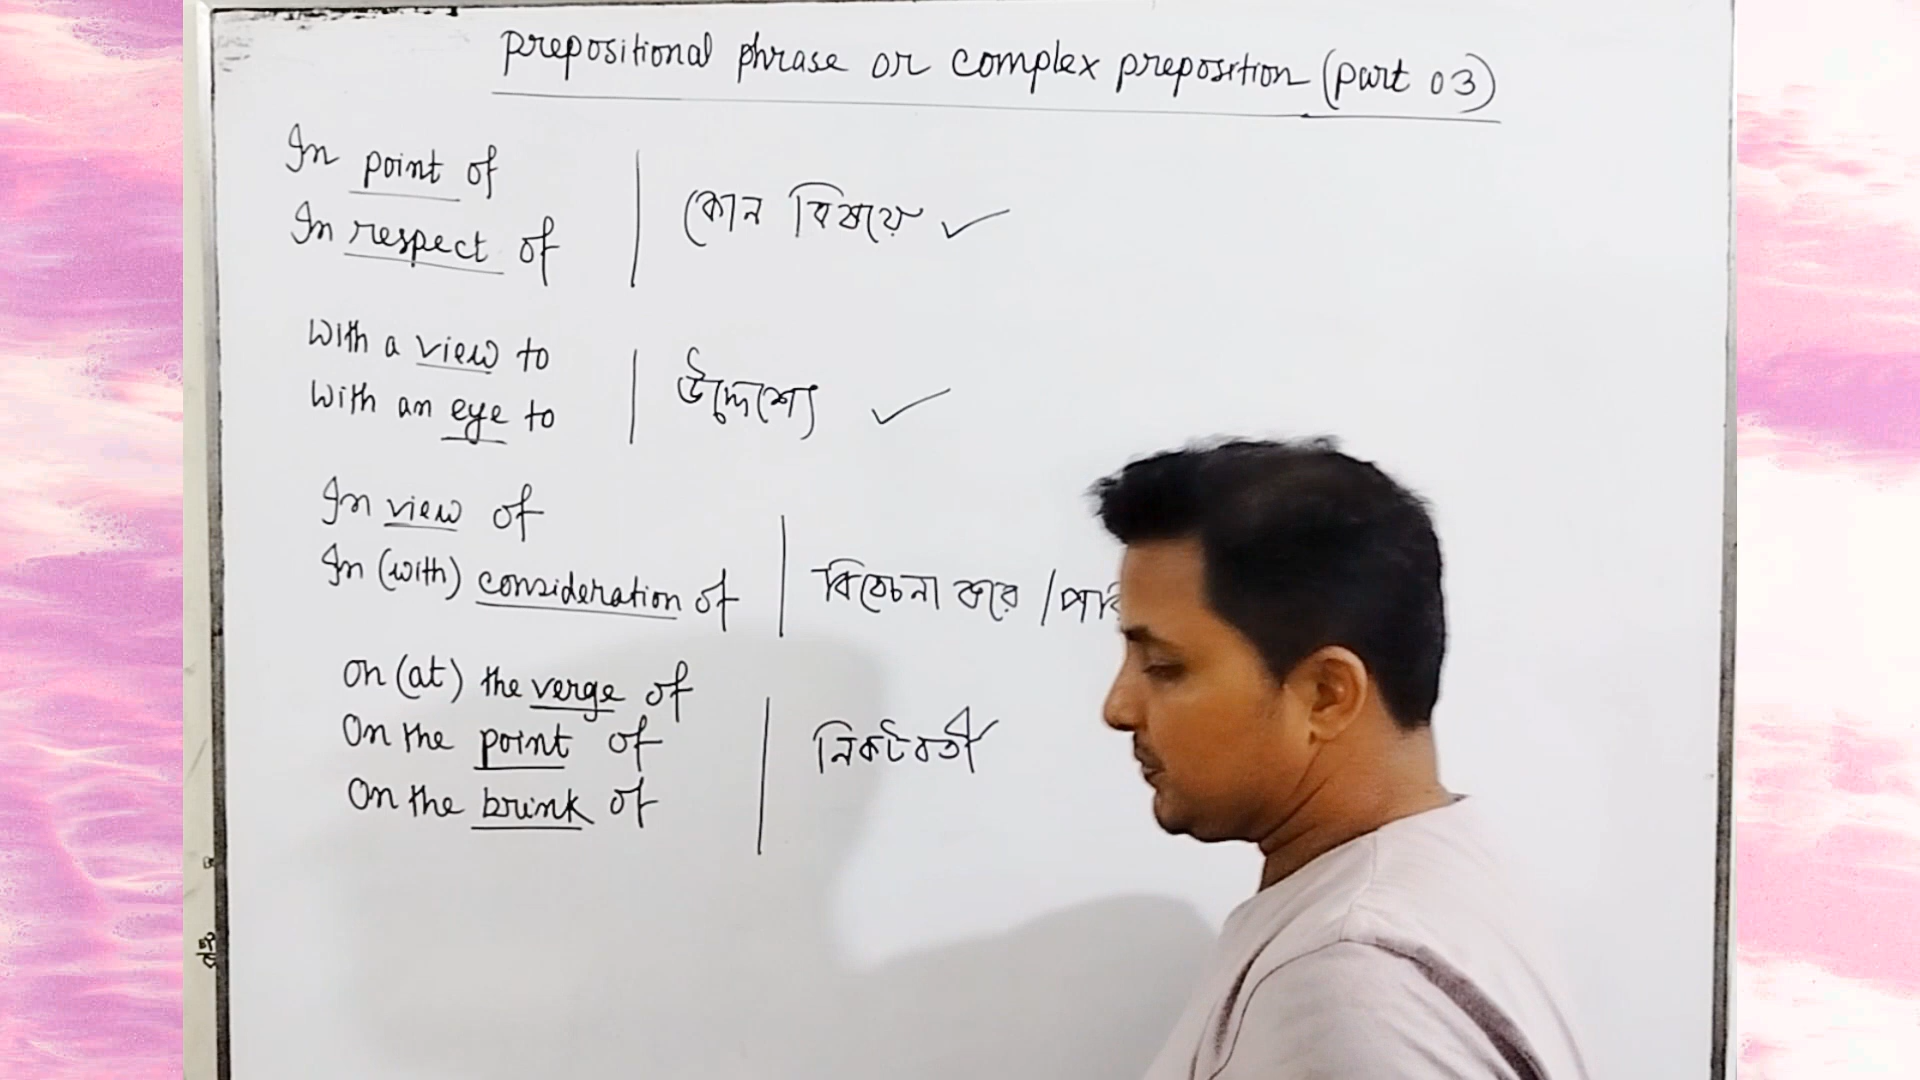 prepositional phrase or complex preposition (part 03)
In point of
In respect of
কোন বিষয়ে
With a view to
With an eye to
উদ্দেশ্যে
In view of
In (with) consideration of
বিবেচনা করে /
on (at) the verge of
On the point of
On the brink of
নিকটবর্তী